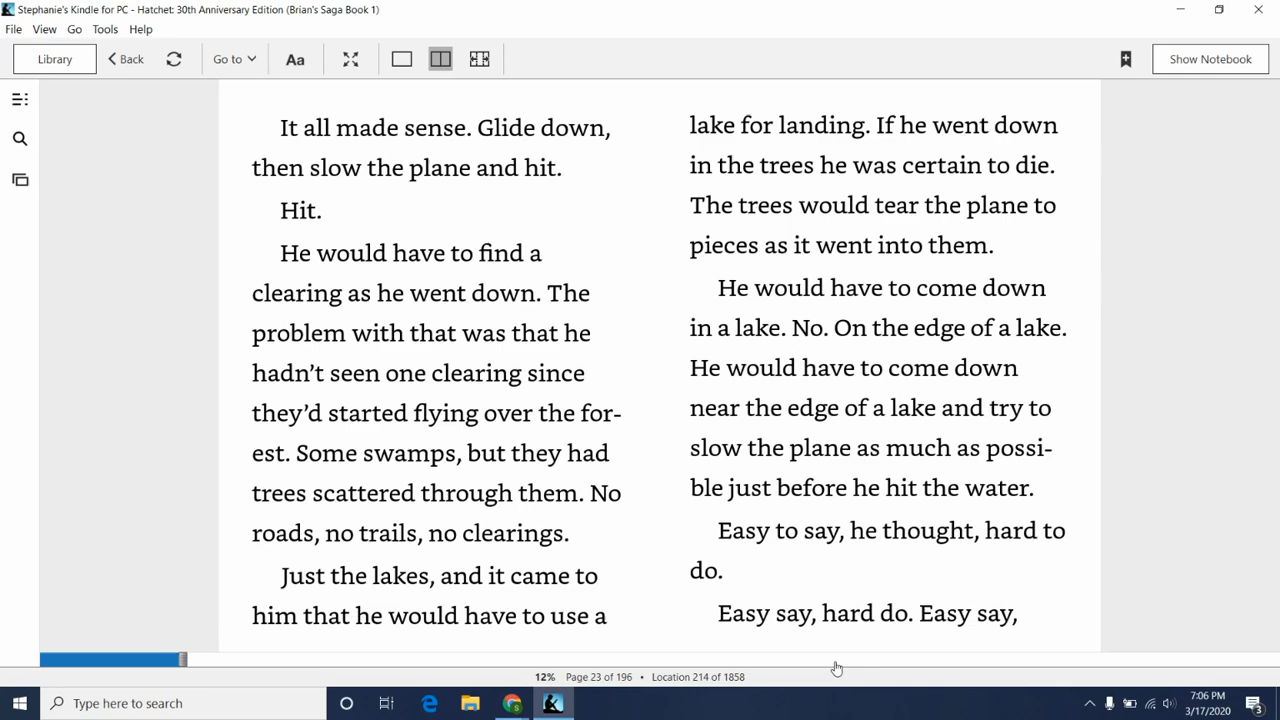 Stephanie's Kindle for PC - Hatchet: 30th Anniversary Edition (Brian's Saga Book 1)
File View Go Tools Help
Library Back Go to Aa Show Notebook
It all made sense. Glide down,
then slow the plane and hit.
Hit.
He would have to find a
clearing as he went down. The
problem with that was that he
hadn't seen one clearing since
they'd started flying over the for-
est. Some swamps, but they had
trees scattered through them. No
roads, no trails, no clearings.
Just the lakes, and it came to
him that he would have to use a
lake for landing. If he went down
in the trees he was certain to die.
The trees would tear the plane to
pieces as it went into them.
He would have to come down
in a lake. No. On the edge of a lake.
He would have to come down
near the edge of a lake and try to
slow the plane as much as possi-
ble just before he hit the water.
Easy to say, he thought, hard to
do.
Easy say, hard do. Easy say,
12% Page 23 of 196 • Location 214 of 1858
Type here to search
7:06 PM
3/17/2020
3